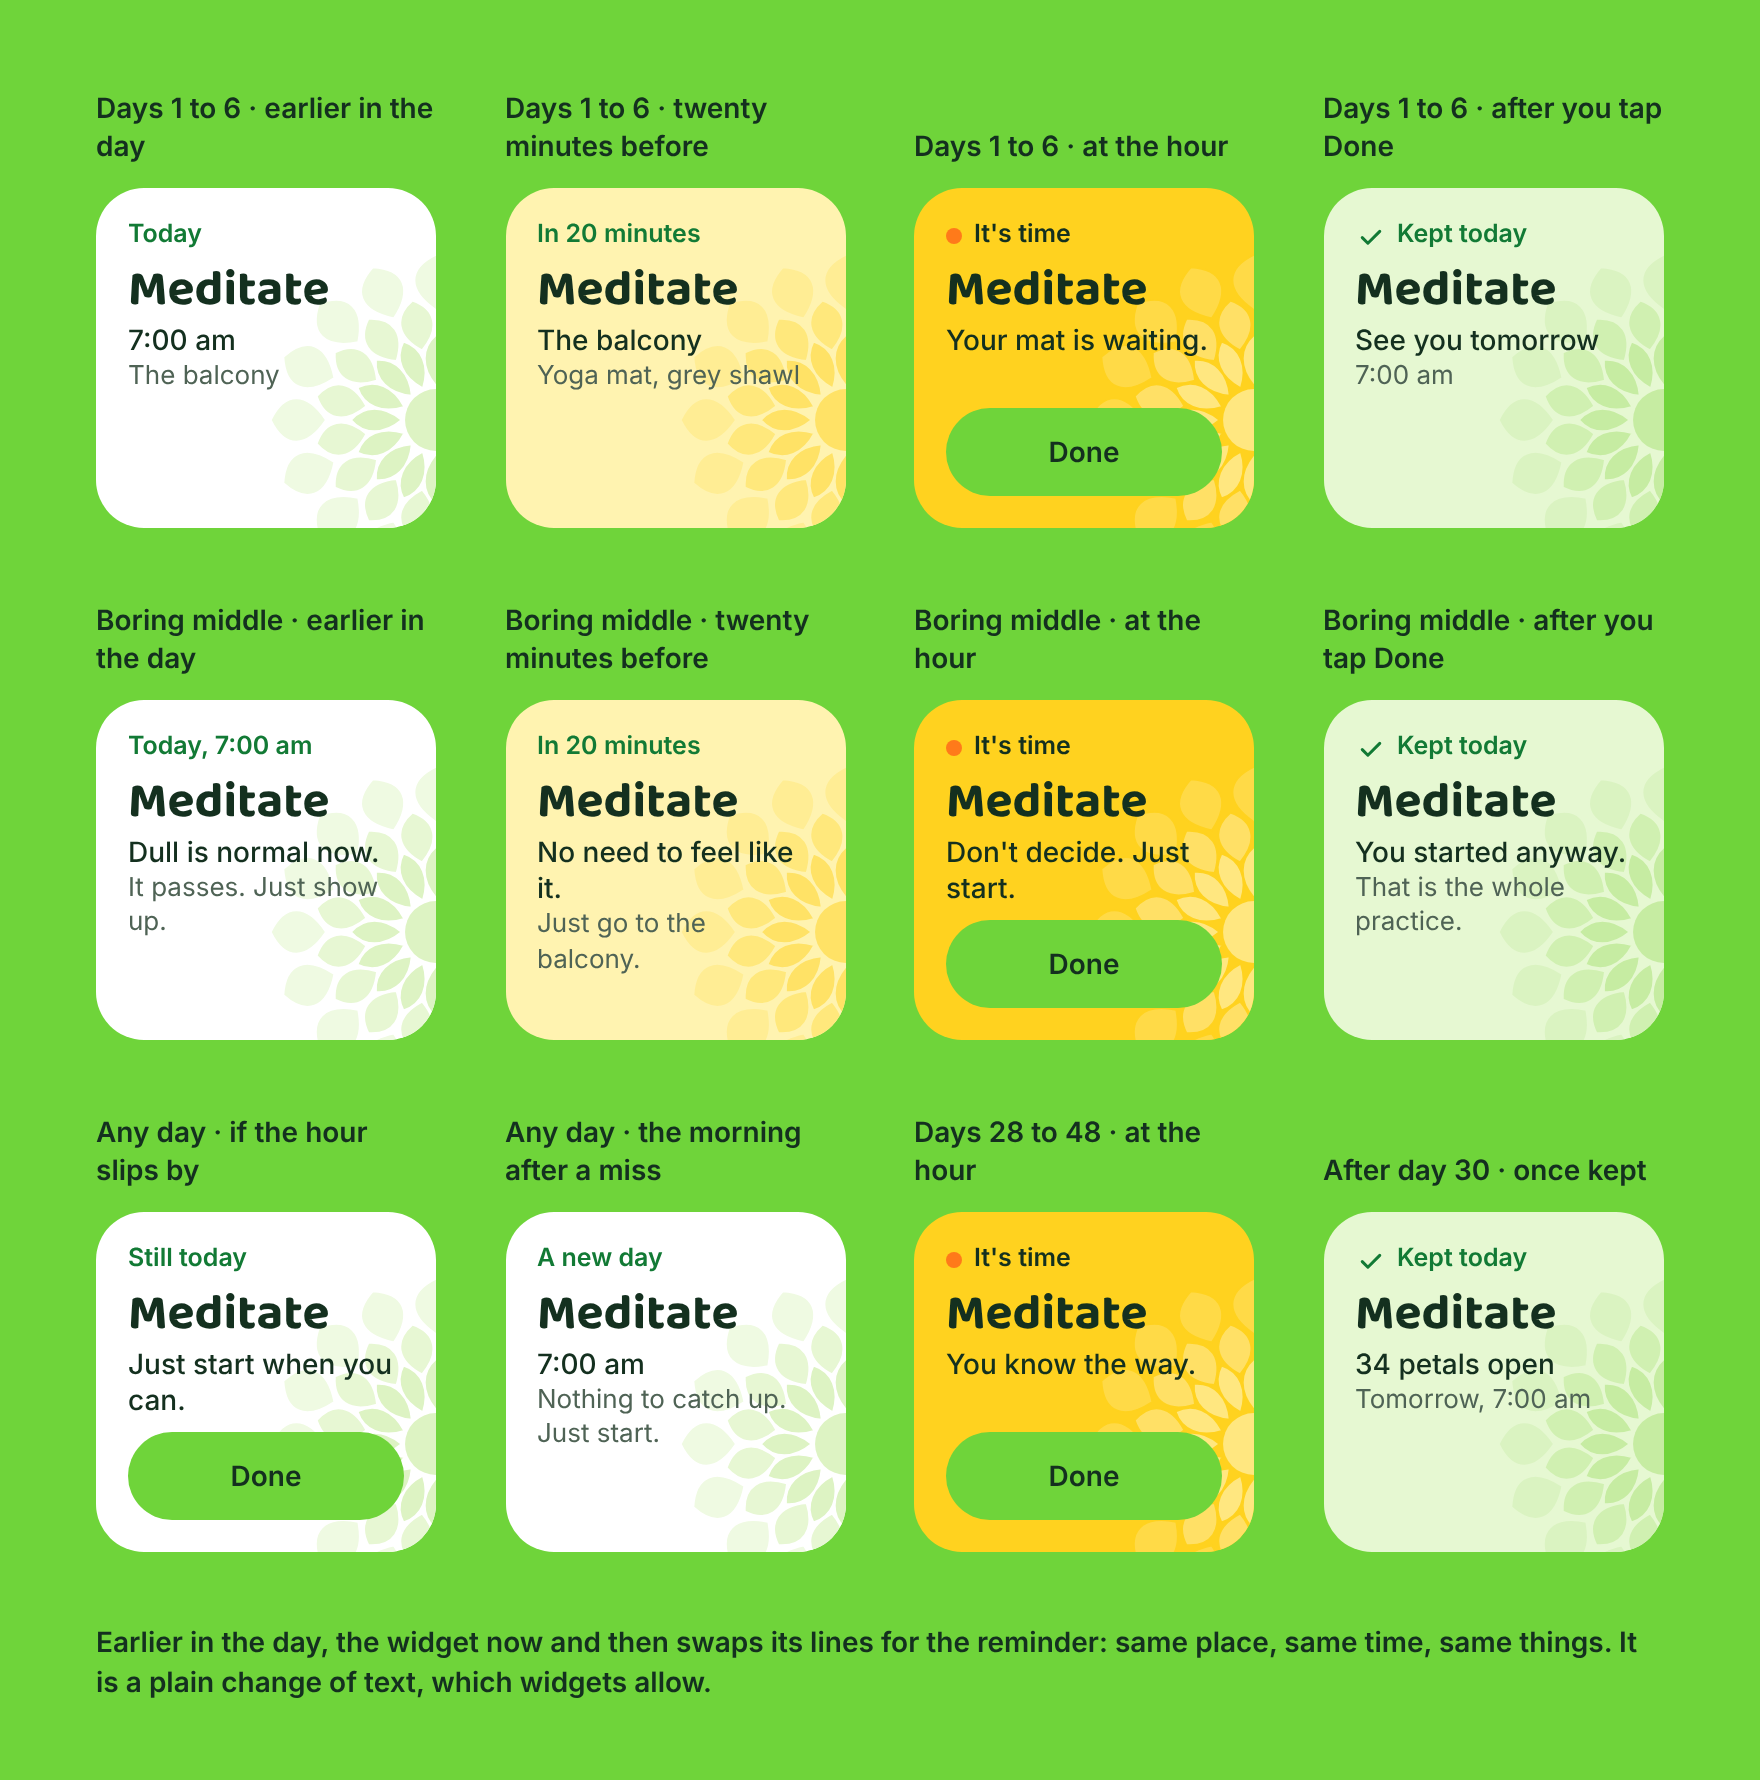 Days 1 to 6 · earlier in the
day
Days 1 to 6 · twenty
minutes before
Days 1 to 6 · at the hour
Days 1 to 6 · after you tap
Done
Today
Meditate
7:00 am
The balcony
In 20 minutes
Meditate
The balcony
Yoga mat, grey shawl
It's time
Meditate
Your mat is waiting.
Done
Kept today
Meditate
See you tomorrow
7:00 am
Boring middle · earlier in
the day
Boring middle · twenty
minutes before
Boring middle · at the
hour
Boring middle · after you
tap Done
Today, 7:00 am
Meditate
Dull is normal now.
It passes. Just show
up.
In 20 minutes
Meditate
No need to feel like
it.
Just go to the
balcony.
It's time
Meditate
Don't decide. Just
start.
Done
Kept today
Meditate
You started anyway.
That is the whole
practice.
Any day · if the hour
slips by
Any day · the morning
after a miss
Days 28 to 48 · at the
hour
After day 30 · once kept
Still today
Meditate
Just start when you
can.
Done
A new day
Meditate
7:00 am
Nothing to catch up.
Just start.
It's time
Meditate
You know the way.
Done
Kept today
Meditate
34 petals open
Tomorrow, 7:00 am
Earlier in the day, the widget now and then swaps its lines for the reminder: same place, same time, same things. It
is a plain change of text, which widgets allow.